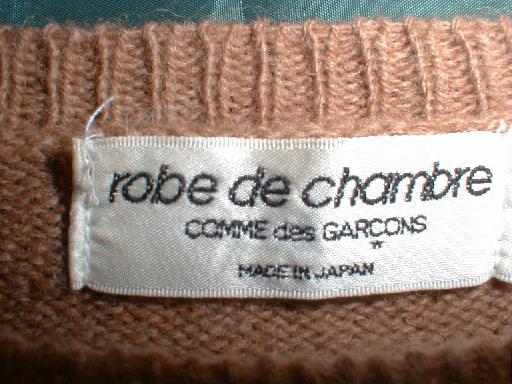 robe de chambre
COMME des GARCONS
*
MADE IN JAPAN